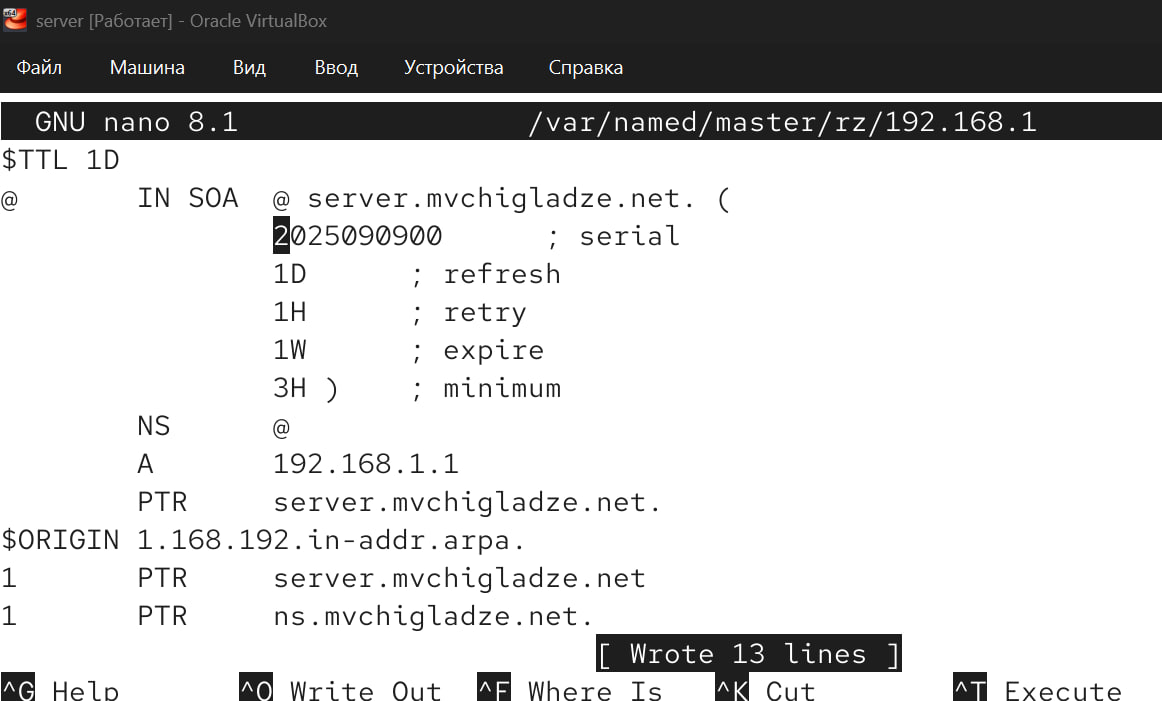 server [Работает] - Oracle VirtualBox
Файл Машина Вид Ввод Устройства Справка
GNU nano 8.1 /var/named/master/rz/192.168.1
$TTL 1D
@ IN SOA @ server.mvchigladze.net. (
2025090900 ; serial
1D ; refresh
1H ; retry
1W ; expire
3H ) ; minimum
NS @
A 192.168.1.1
PTR server.mvchigladze.net.
$ORIGIN 1.168.192.in-addr.arpa.
1 PTR server.mvchigladze.net
1 PTR ns.mvchigladze.net.
[ Wrote 13 lines ]
^G Help ^O Write Out ^F Where Is ^K Cut ^T Execute